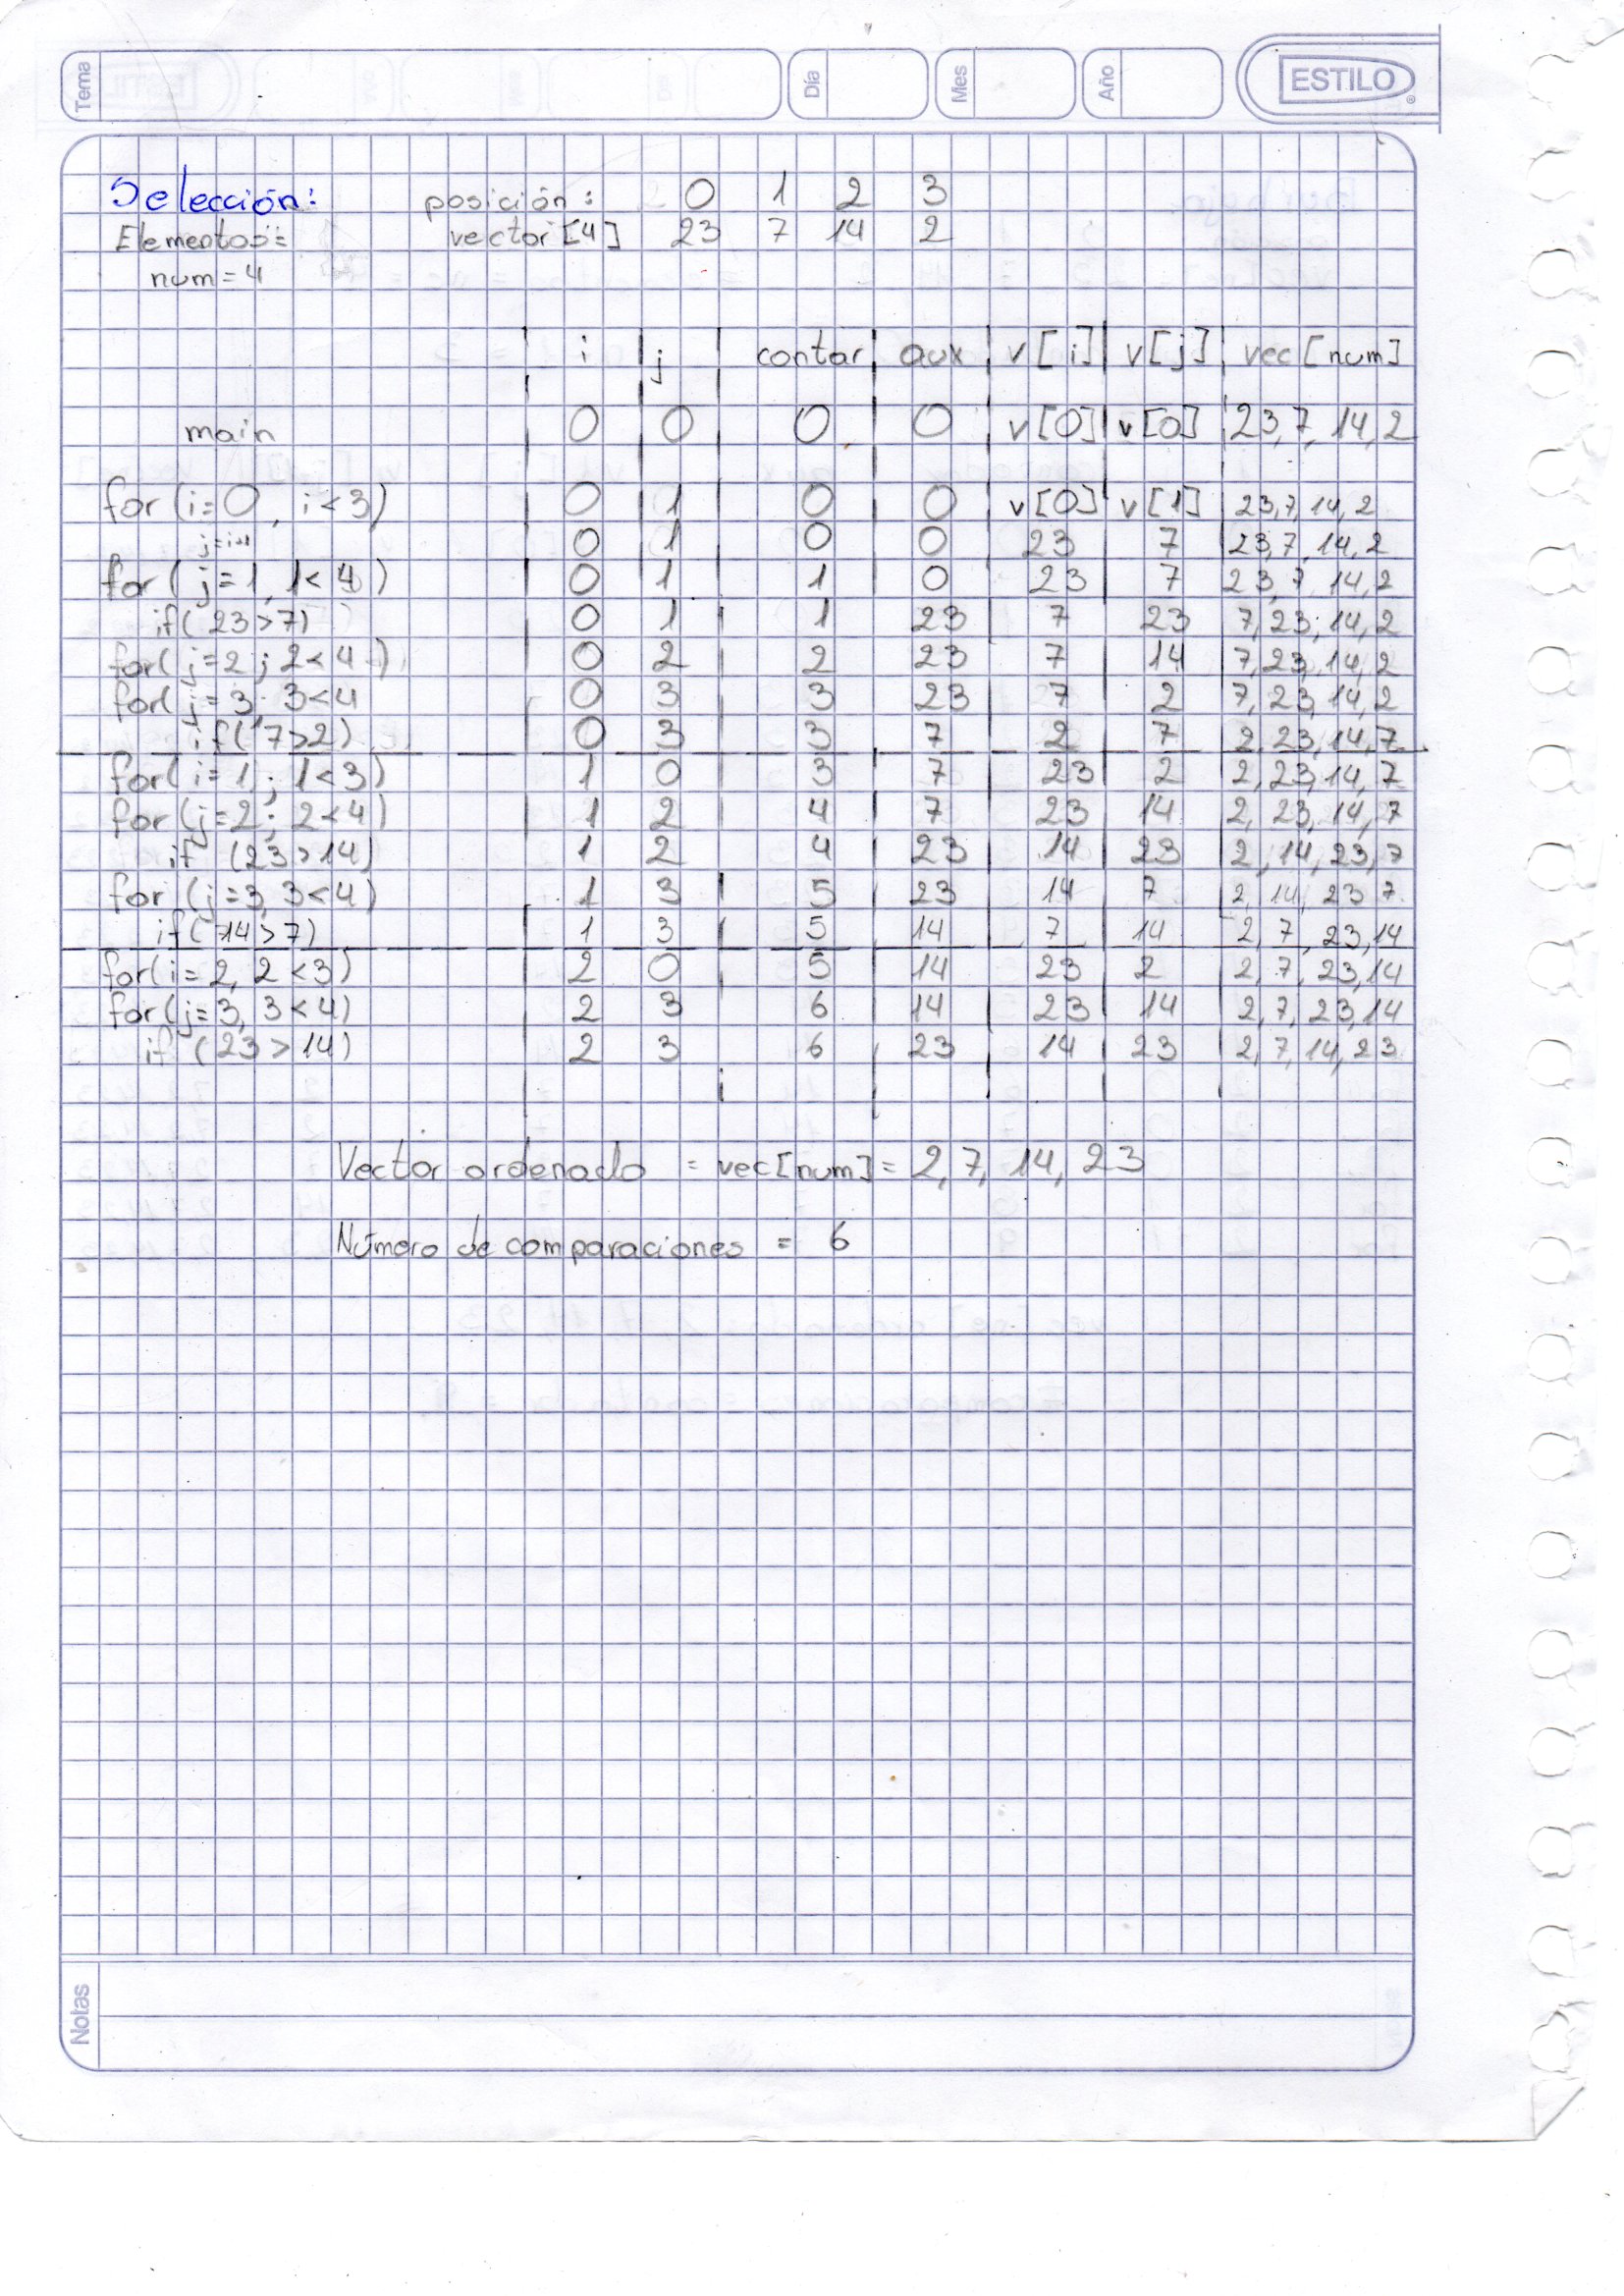 Tema Día Mes Año ESTILO
Selección: posición: 0 1 2 3
Elementos= vector [4] 23 7 14 2
num=4
i j contar aux v[i] v[j] vec[num]
main 0 0 0 0 v[0] v[0] 23,7,14,2
for(i=0, i<3) 0 1 0 0 v[0] v[1] 23,7,14,2
j=i+1 0 1 0 0 23 7 23,7,14,2
for(j=1, 1<4) 0 1 1 0 23 7 23,7,14,2
if(23>7) 0 1 1 23 7 23 7,23,14,2
for(j=2; 2<4) 0 2 2 23 7 14 7,23,14,2
for(j=3; 3<4 0 3 3 23 7 2 7,23,14,2
if(7>2) 0 3 3 7 2 7 2,23,14,7
for(i=1; 1<3) 1 0 3 7 23 2 2,23,14,7
for(j=2; 2<4) 1 2 4 7 23 14 2,23,14,7
if (23>14) 1 2 4 23 14 23 2,14,23,7
for (j=3, 3<4) 1 3 5 23 14 7 2,14,23 7
if(14>7) 1 3 5 14 7 14 2,7,23,14
for(i=2, 2<3) 2 0 5 14 23 2 2,7,23,14
for(j=3, 3<4) 2 3 6 14 23 14 2,7,23,14
if (23>14) 2 3 6 23 14 23 2,7,14,23
Vector ordenado = vec[num]= 2,7,14,23
Número de comparaciones = 6
Notas